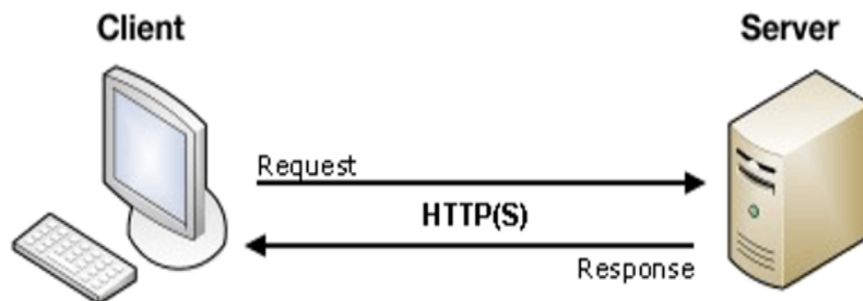 Client
Server
Request
HTTP(S)
Response